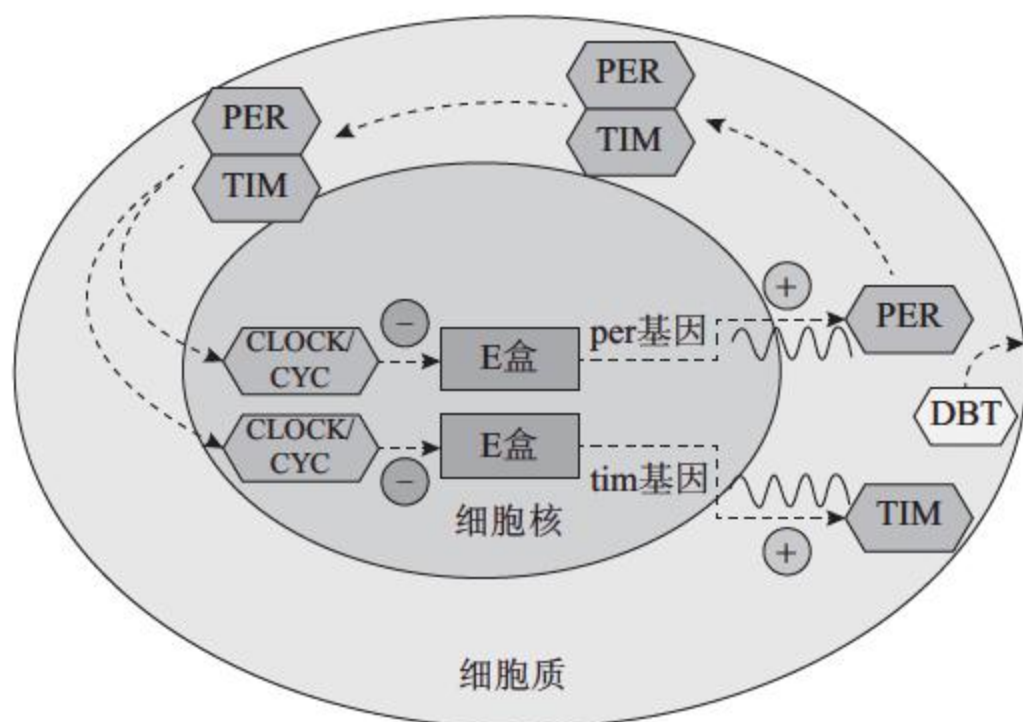 PER
TIM
PER
TIM
CLOCK/
CYC
−
E盒
per基因
+
PER
DBT
CLOCK/
CYC
−
E盒
tim基因
+
TIM
细胞核
细胞质